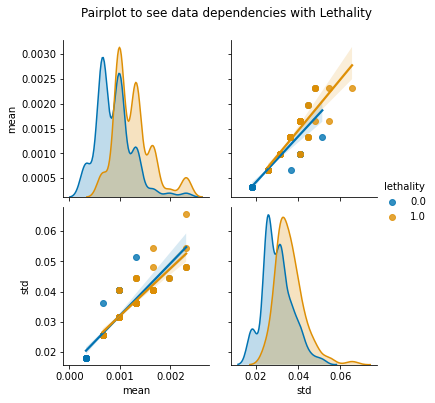 Pairplot to see data dependencies with Lethality
0.0030
0.0025
0.0020
0.0015
0.0010
0.0005
mean
lethality
0.0
1.0
0.06
0.05
0.04
0.03
0.02
std
0.000 0.001 0.002
0.02 0.04 0.06
mean
std